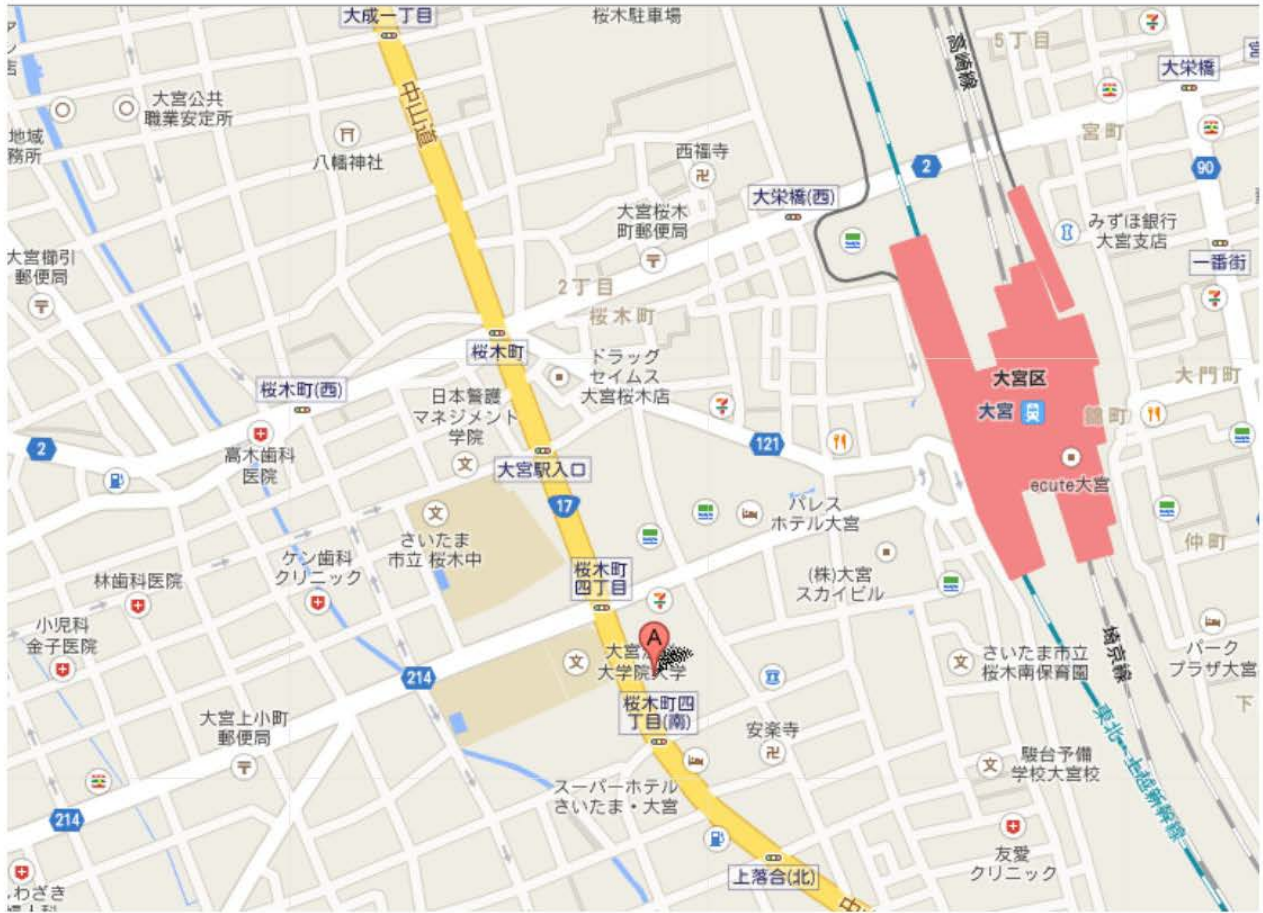 大成一丁目
桜木駐車場
5丁目
高崎線
大栄橋
中山道
大宮公共
職業安定所
地域
務所
八幡神社
宮町
西福寺
2
90
大栄橋(西)
大宮桜木
町郵便局
みずほ銀行
大宮支店
大宮櫛引
郵便局
一番街
2丁目
桜木町
桜木町
ドラッグ
セイムス
大宮桜木店
桜木町(西)
日本警護
マネジメント
学院
大宮区
大宮
大門町
錦町
2
高木歯科
医院
大宮駅入口
121
ecute大宮
17
パレス
ホテル大宮
さいたま
市立 桜木中
仲町
ケン歯科
クリニック
林歯科医院
桜木町
四丁目
(株)大宮
スカイビル
小児科
金子医院
A
大宮
大学院大学
埼京線
さいたま市立
桜木南保育園
パーク
プラザ大宮
214
桜木町四
丁目(南)
下
大宮上小町
郵便局
安楽寺
東北・上越新幹線
駿台予備
学校大宮校
スーパーホテル
さいたま・大宮
214
友愛
クリニック
上落合(北)
わざき